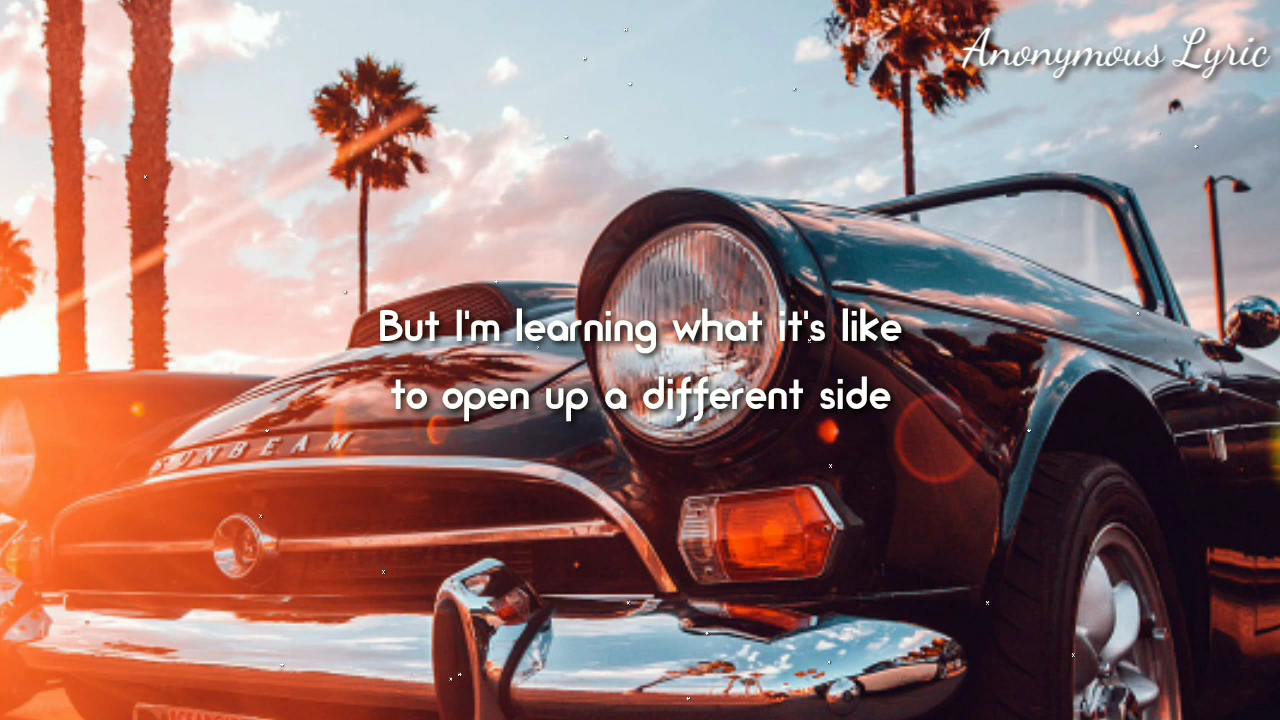 Anonymous Lyric
But I'm learning what it's like
to open up a different side
SUNBEAM